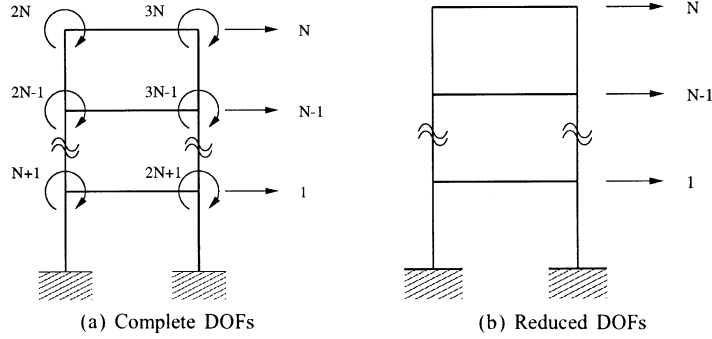 2N 3N N
2N-1 3N-1 N-1
N+1 2N+1 1
(a) Complete DOFs
N
N-1
1
(b) Reduced DOFs